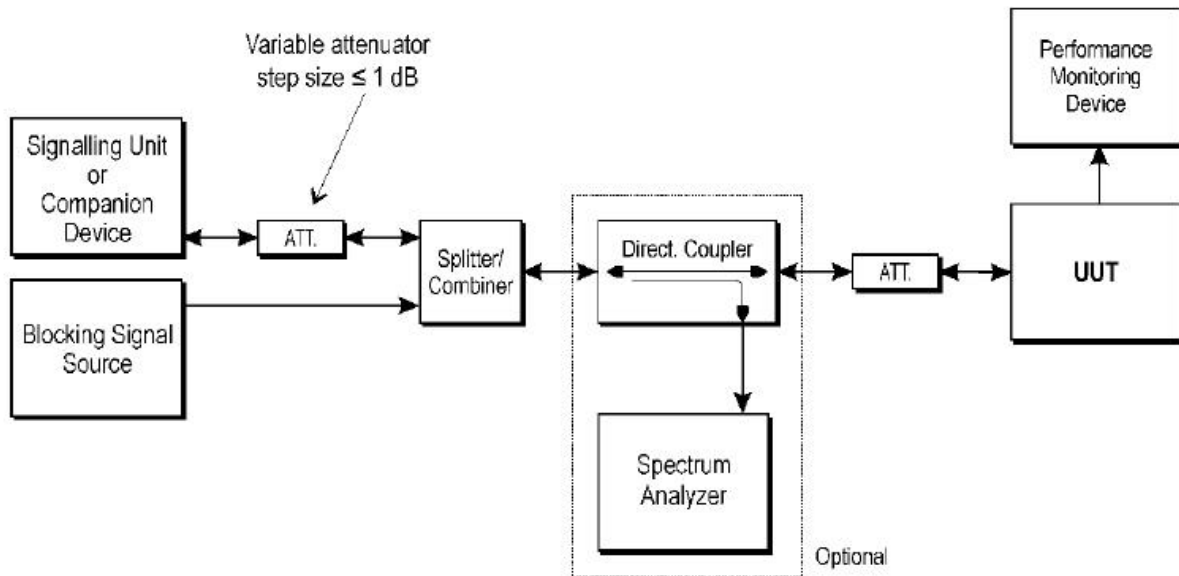 Variable attenuator
step size ≤ 1 dB
Performance
Monitoring
Device
Signalling Unit
or
Companion
Device
ATT.
Splitter/
Combiner
Direct. Coupler
ATT.
UUT
Blocking Signal
Source
Spectrum
Analyzer
Optional